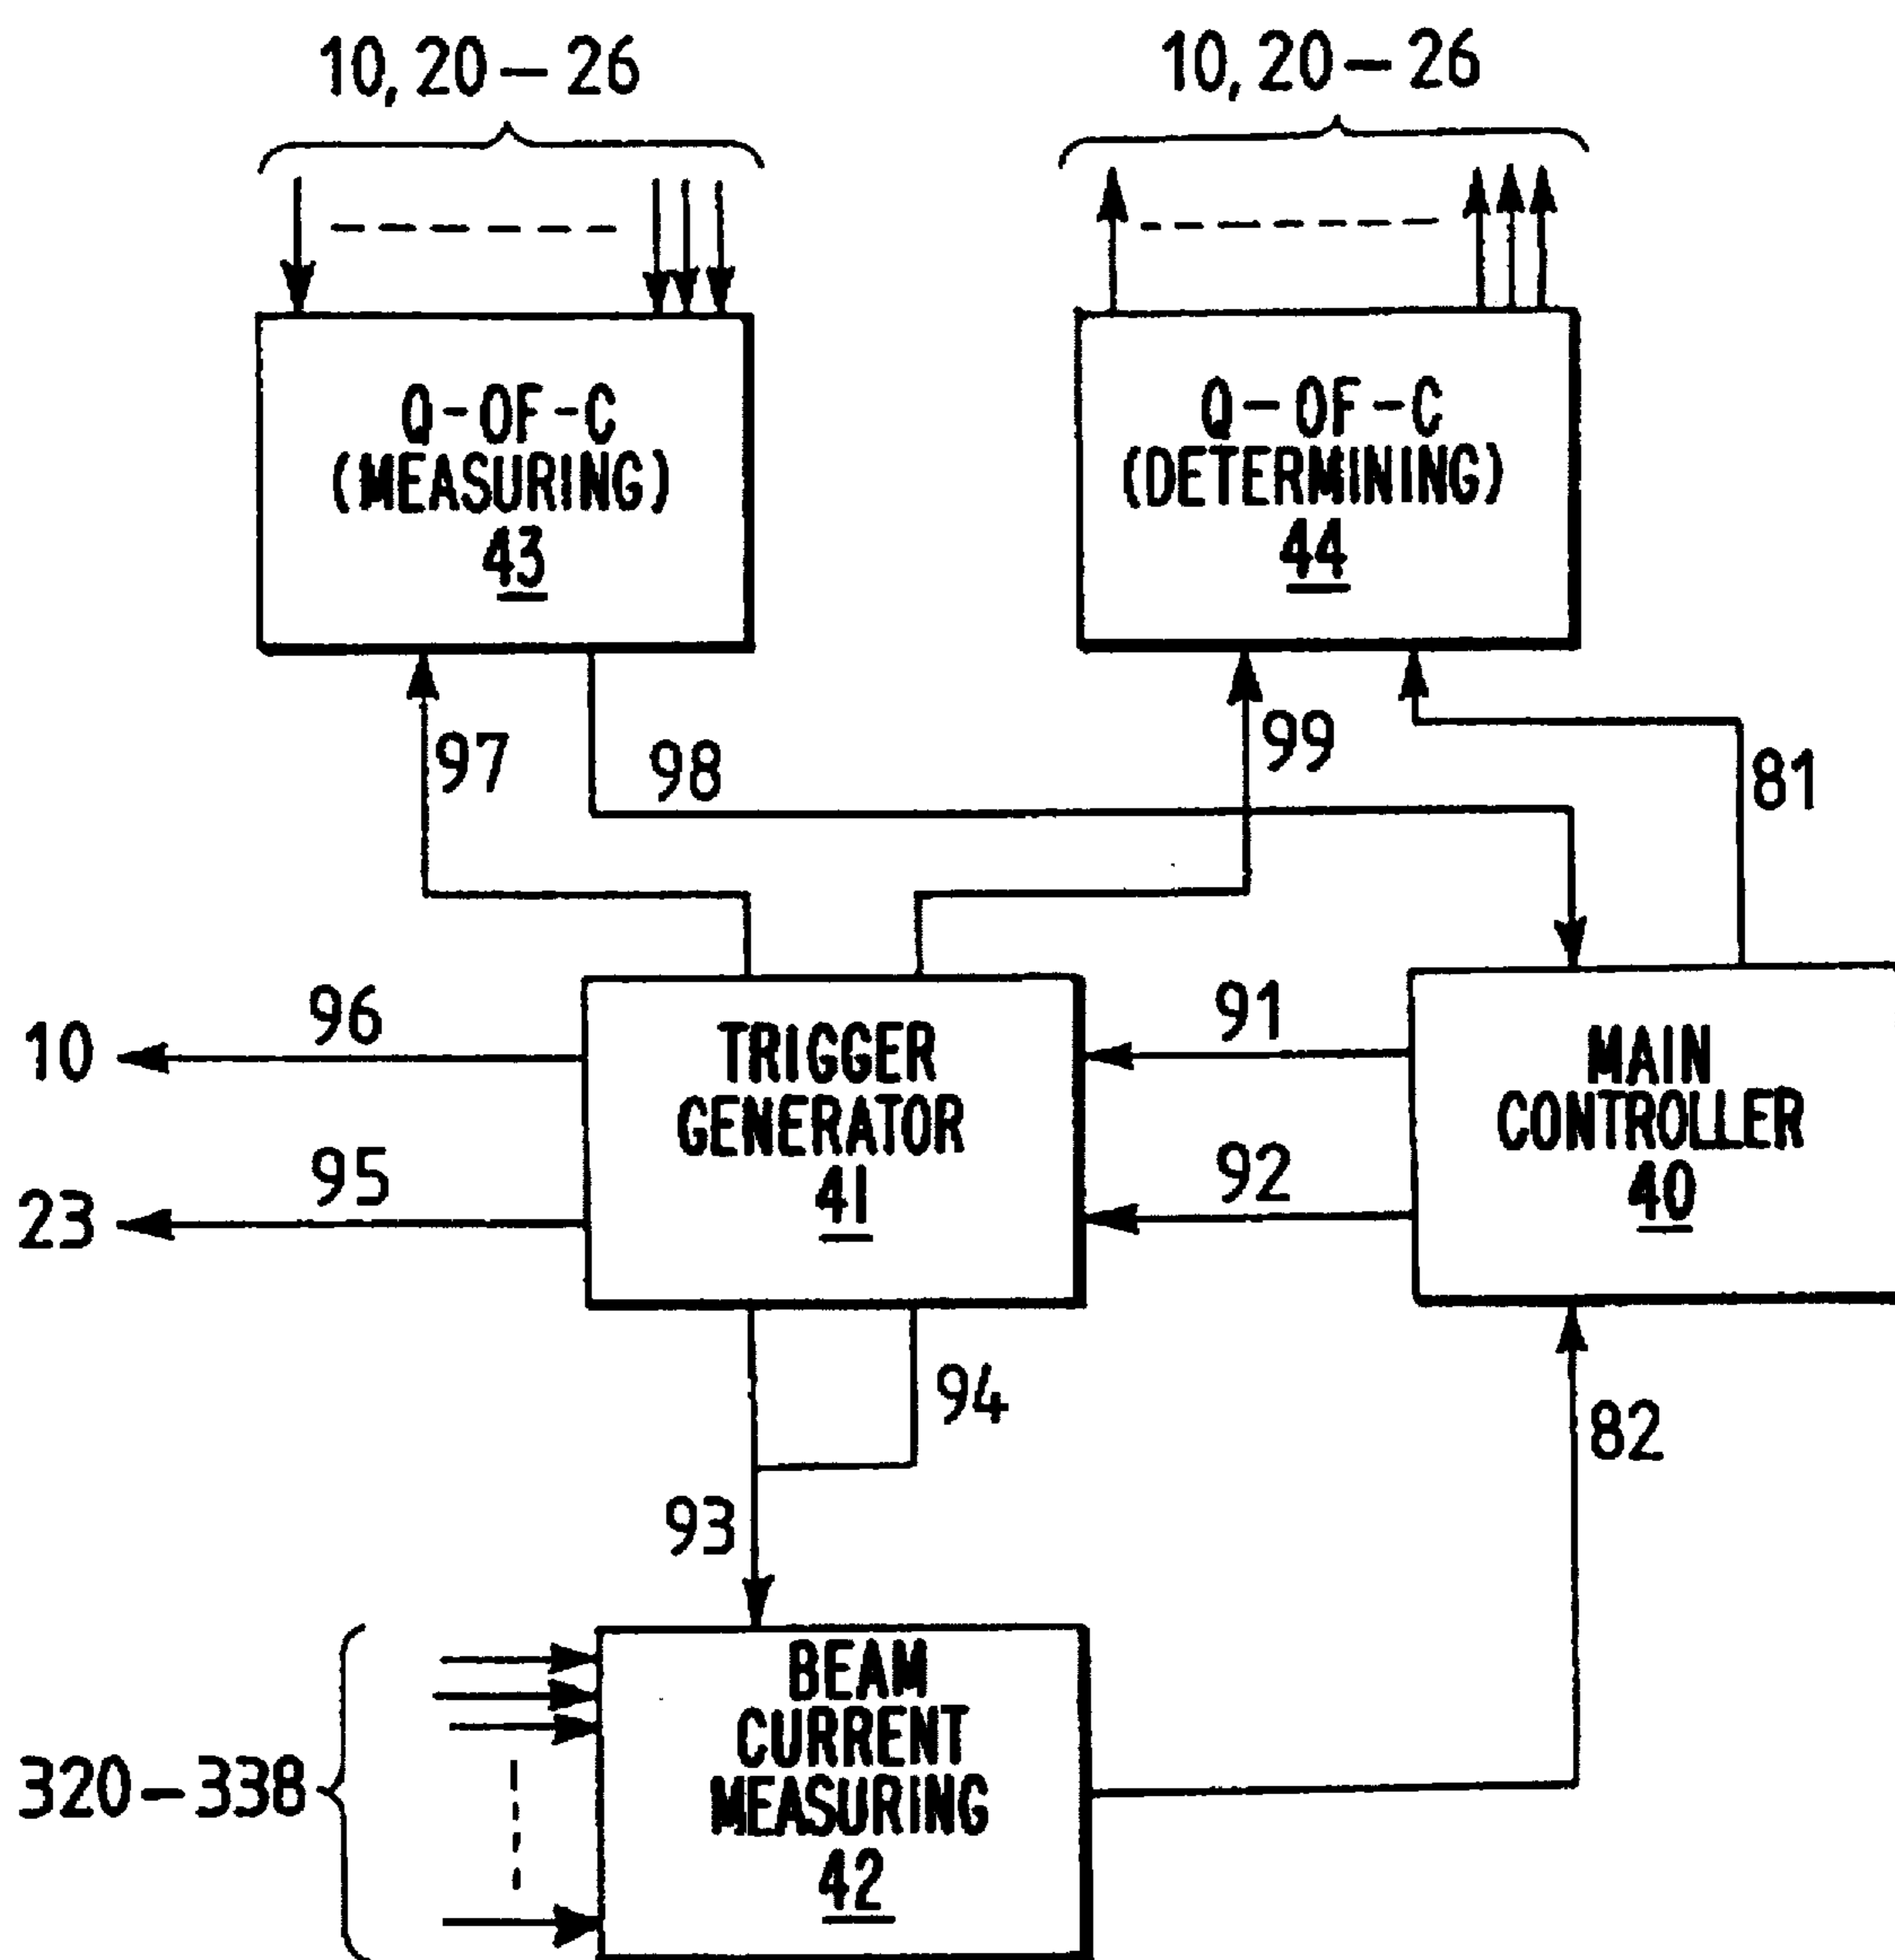 10, 20 – 26
10, 20 – 26
Q-OF-C
(MEASURING)
43
Q-OF-C
(DETERMINING)
44
97
98
99
81
96
10
95
23
TRIGGER
GENERATOR
41
91
92
MAIN
CONTROLLER
40
94
93
82
320–338
BEAM
CURRENT
MEASURING
42